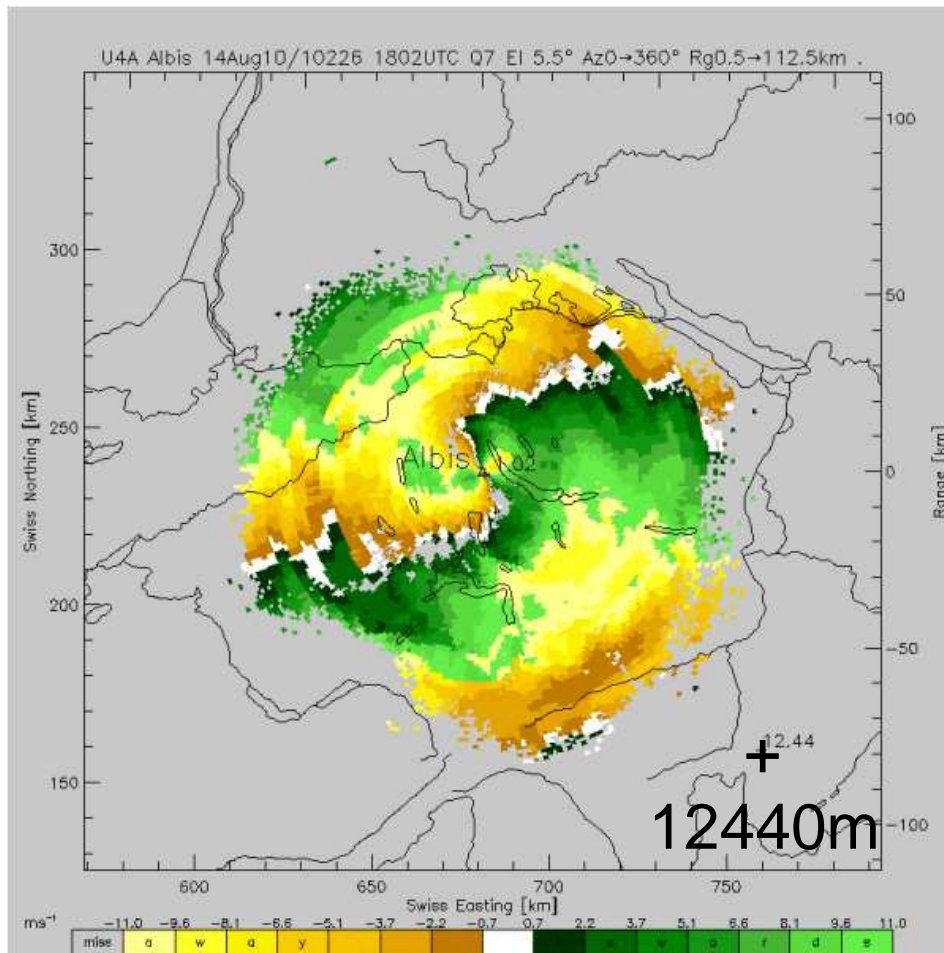 U4A Albis 14Aug10/10226 1802UTC Q7 El 5.5° Az0→360° Rg0.5→112.5km .
100
300
50
250
Albis
1.02
0
Swiss Northing [km]
Range [km]
200
-50
12.44
150
12440m
-100
600 650 700 750
Swiss Easting [km]
ms⁻¹ -11.0 -9.6 -8.1 -6.6 -5.1 -3.7 -2.2 -0.7 0.7 2.2 3.7 5.1 6.6 8.1 9.6 11.0
miss a w a y t o w a r d s